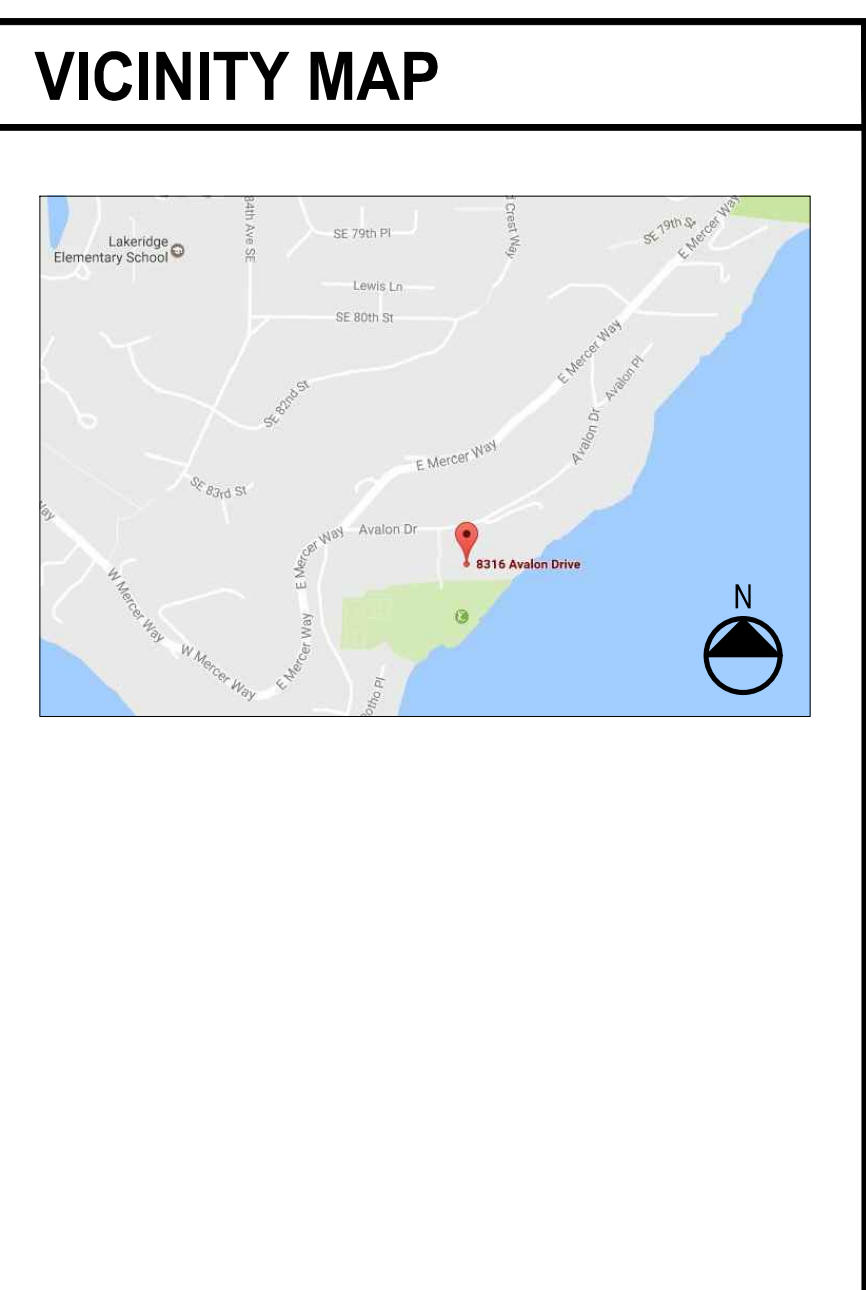 VICINITY MAP
84th Ave SE
Crest Way
SE 79th Pl
SE 79th St
E Mercer Way
Lakeridge
Elementary School
Lewis Ln
SE 80th St
E Mercer Way
Avalon Pl
SE 82nd St
Avalon Dr
E Mercer Way
SE 83rd St
Way
Avalon Dr
E Mercer Way
8316 Avalon Drive
W Mercer Way
N
E Mercer Way
W Mercer Way
Pl